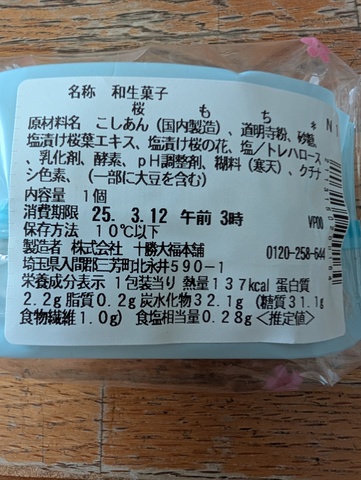 名称 和生菓子
桜もち
原材料名 こしあん(国内製造)、道明寺粉、砂糖、
塩漬け桜葉エキス、塩漬け桜の花、塩/トレハロース
、乳化剤、酵素、pH調整剤、糊料(寒天)、クチナ
シ色素、(一部に大豆を含む)
内容量 1個
消費期限 25. 3.12 午前 3時
保存方法 10℃以下 VP00
製造者 株式会社 十勝大福本舗 0120-258-644
埼玉県入間郡三芳町北永井590-1
栄養成分表示 1包装当り 熱量137kcal 蛋白質
2.2g 脂質0.2g 炭水化物32.1g (糖質31.1g
食物繊維1.0g) 食塩相当量0.28g<推定値>